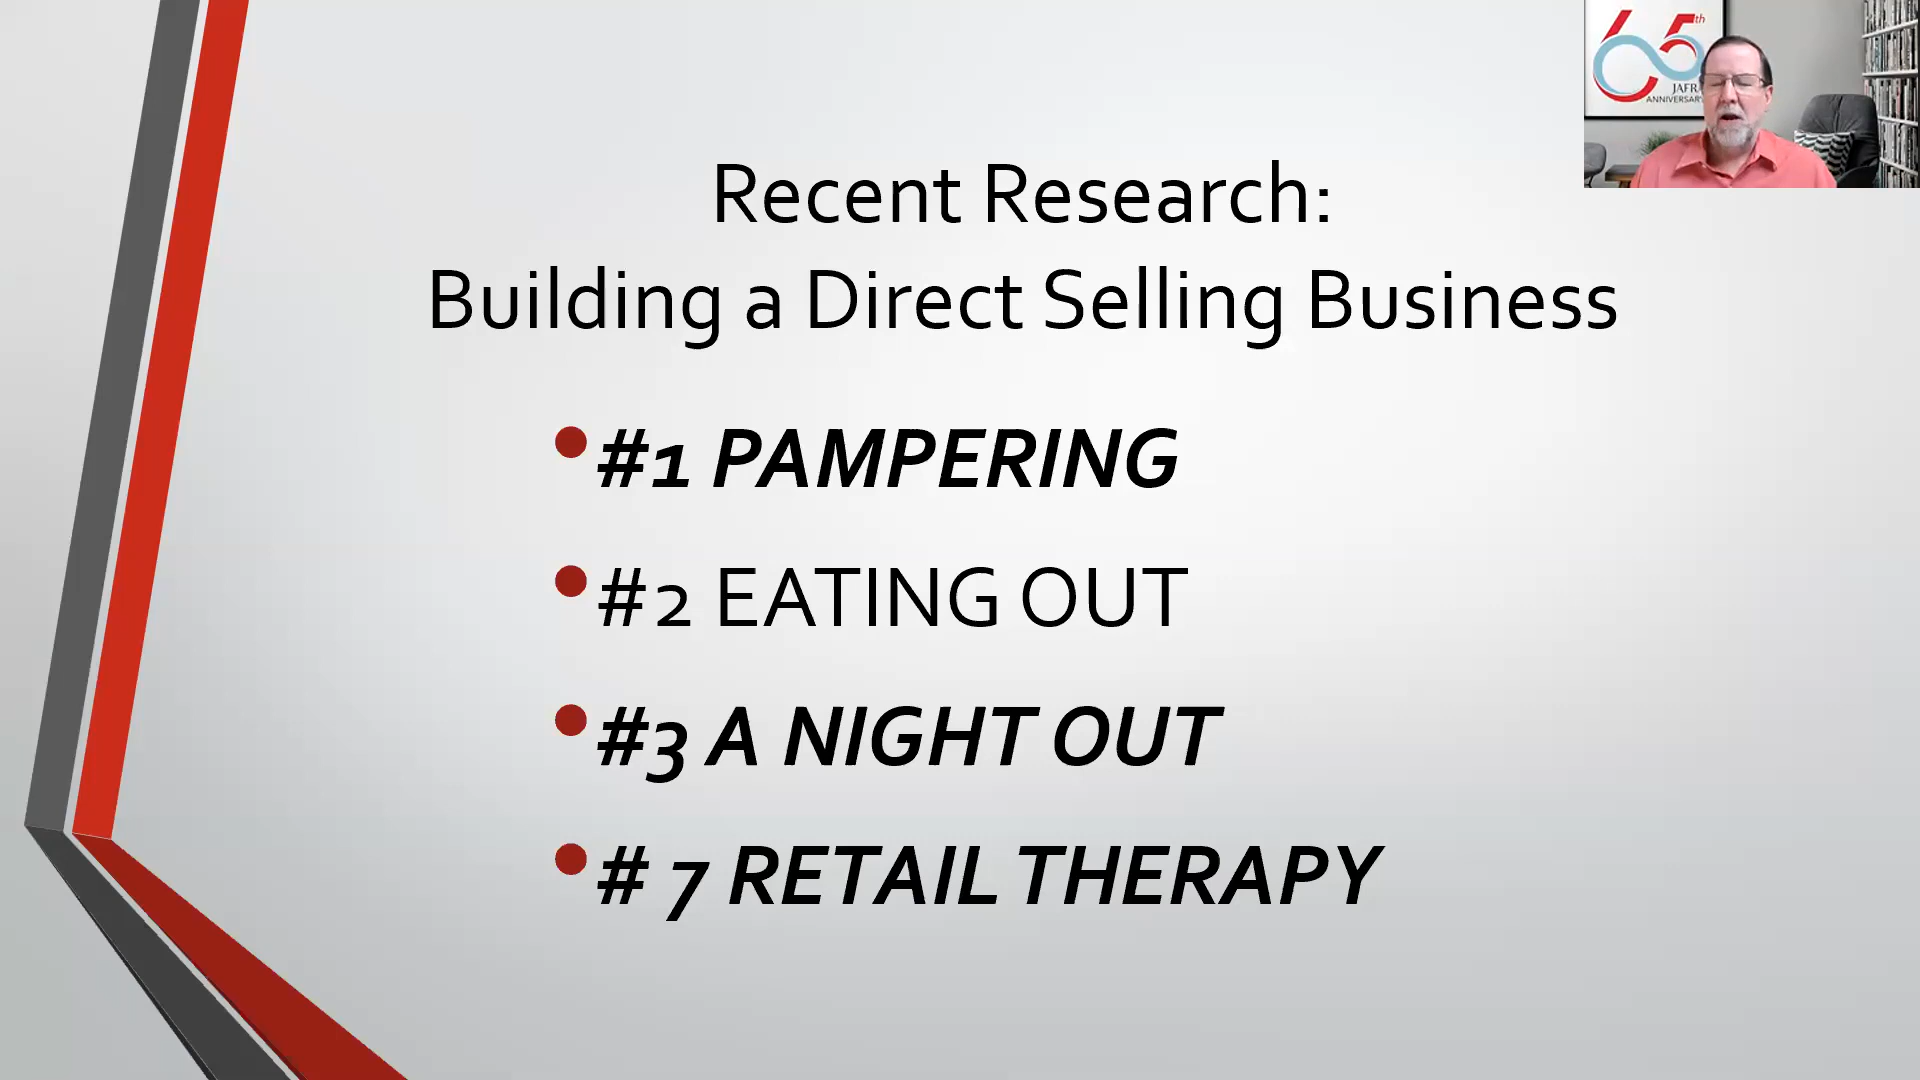 Recent Research:
Building a Direct Selling Business
#1 PAMPERING
#2 EATING OUT
#3 A NIGHT OUT
# 7 RETAIL THERAPY
65th
ANNIVERSARY